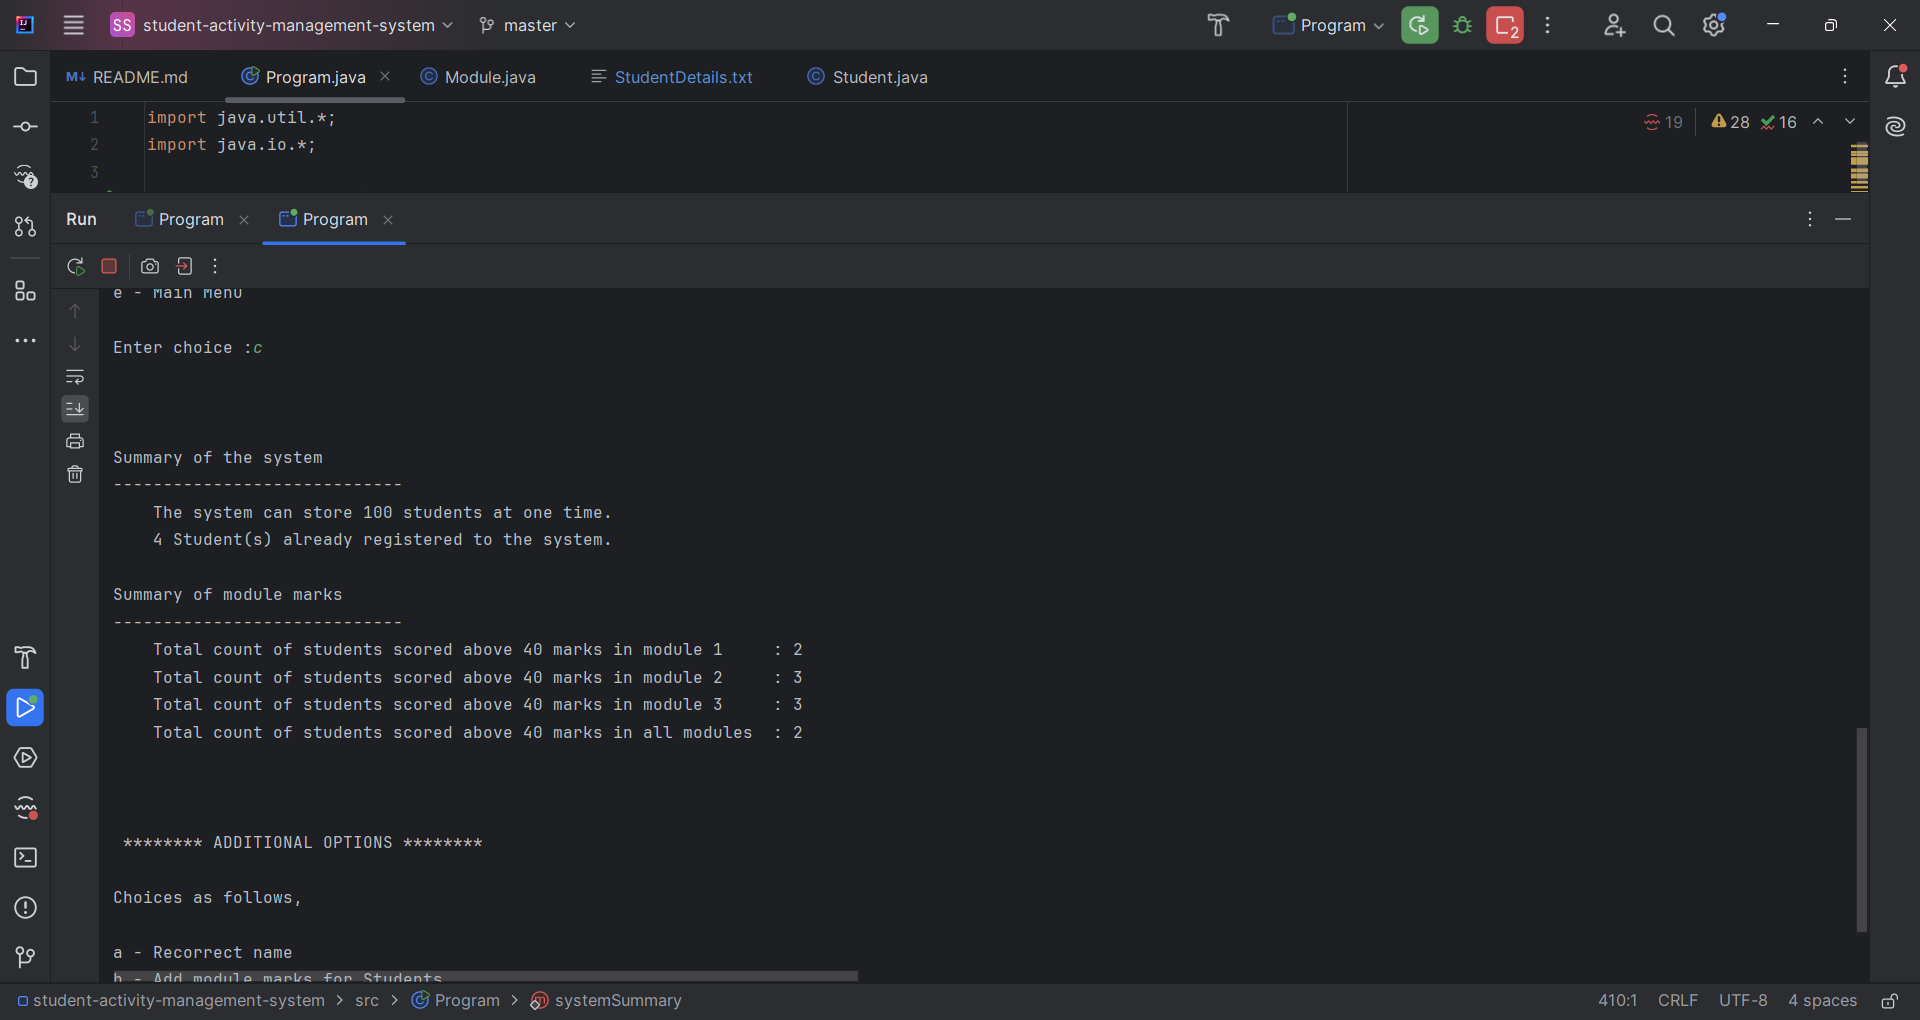 SS student-activity-management-system master Program 2
README.md Program.java Module.java StudentDetails.txt Student.java
1 import java.util.*; 19 28 16
2 import java.io.*;
3
Run Program Program
e - Main Menu
Enter choice :c
Summary of the system
-----------------------------
The system can store 100 students at one time.
4 Student(s) already registered to the system.
Summary of module marks
-----------------------------
Total count of students scored above 40 marks in module 1 : 2
Total count of students scored above 40 marks in module 2 : 3
Total count of students scored above 40 marks in module 3 : 3
Total count of students scored above 40 marks in all modules : 2
******** ADDITIONAL OPTIONS ********
Choices as follows,
a - Recorrect name
b - Add module marks for Students
student-activity-management-system > src > Program > systemSummary 410:1 CRLF UTF-8 4 spaces